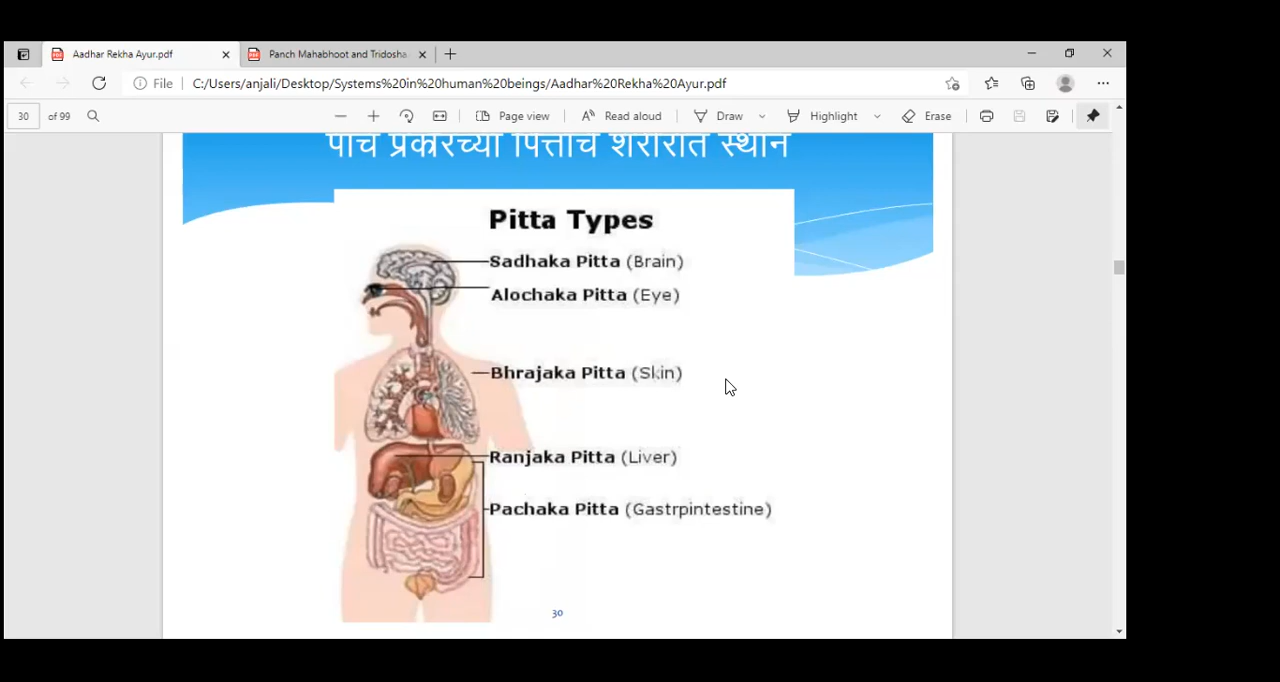 Aadhar Rekha Ayur.pdf
Panch Mahabhoot and Tridosha
File
C:/Users/anjali/Desktop/Systems%20in%20human%20beings/Aadhar%20Rekha%20Ayur.pdf
30 of 99
Page view
Read aloud
Draw
Highlight
Erase
पाच प्रकारच्या पित्ताचे शरीरातील स्थान
Pitta Types
Sadhaka Pitta (Brain)
Alochaka Pitta (Eye)
Bhrajaka Pitta (Skin)
Ranjaka Pitta (Liver)
Pachaka Pitta (Gastrpintestine)
30